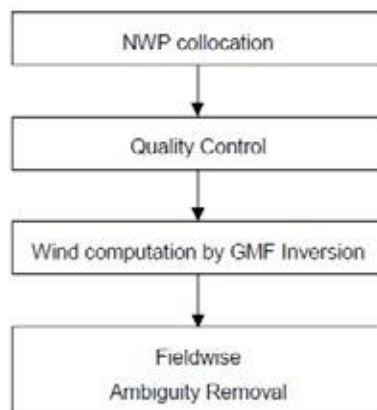 NWP collocation
Quality Control
Wind computation by GMF Inversion
Fieldwise
Ambiguity Removal